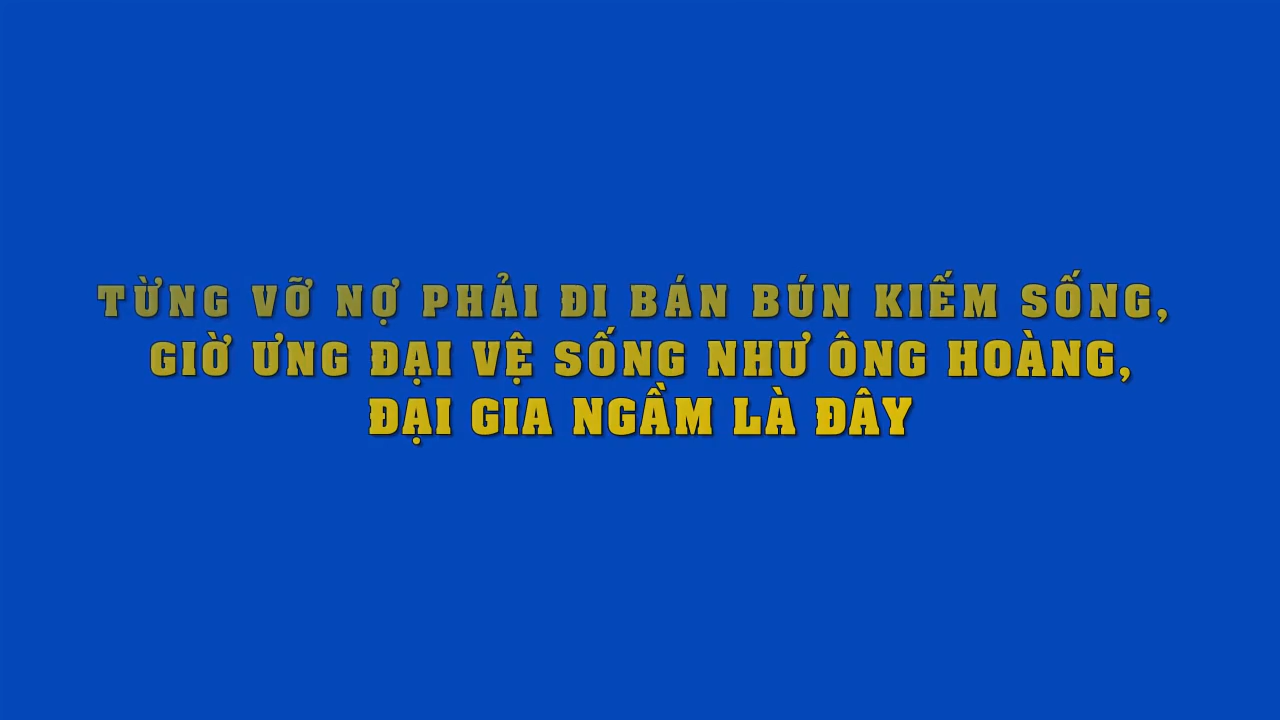 TỪNG VỠ NỢ PHẢI ĐI BÁN BÚN KIẾM SỐNG,
GIỜ ƯNG ĐẠI VỆ SỐNG NHƯ ÔNG HOÀNG,
ĐẠI GIA NGẦM LÀ ĐÂY